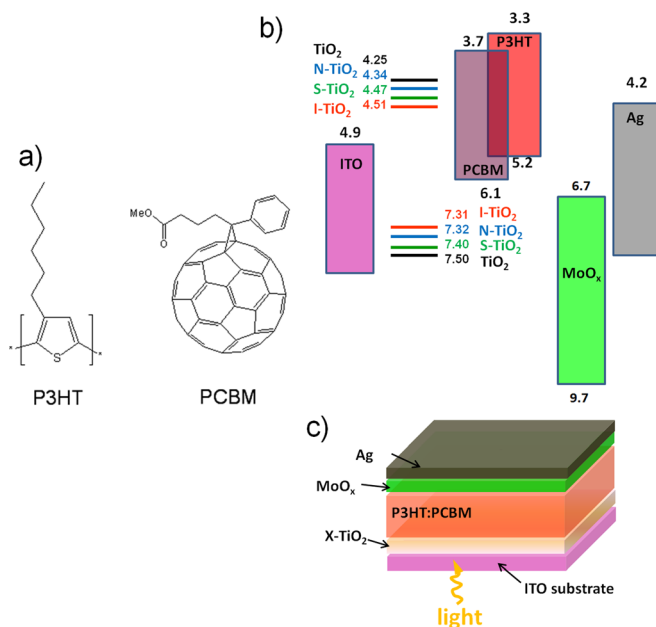 a)
MeO
O
S
*
*
P3HT
PCBM
b)
TiO2 4.25
N-TiO2 4.34
S-TiO2 4.47
I-TiO2 4.51
4.9
ITO
3.7
3.3
P3HT
PCBM
5.2
6.1
7.31 I-TiO2
7.32 N-TiO2
7.40 S-TiO2
7.50 TiO2
6.7
MoOx
9.7
4.2
Ag
c)
Ag
MoOx
P3HT:PCBM
X-TiO2
ITO substrate
light